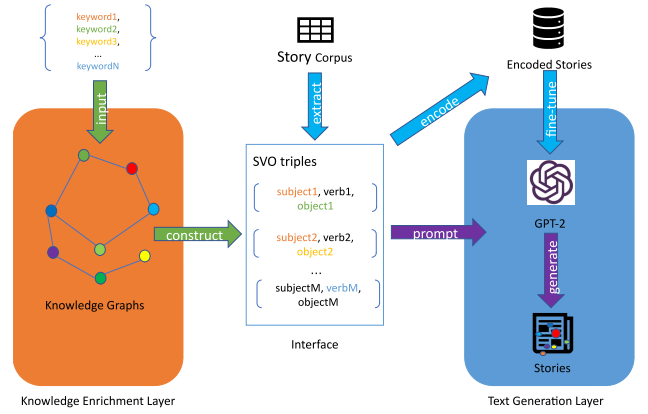 keyword1,
keyword2,
keyword3,
...
keywordN
input
Knowledge Graphs
Knowledge Enrichment Layer
construct
Story Corpus
extract
SVO triples
subject1, verb1,
object1
subject2, verb2,
object2
...
subjectM, verbM,
objectM
Interface
encode
prompt
Encoded Stories
fine-tune
GPT-2
generate
Stories
Text Generation Layer